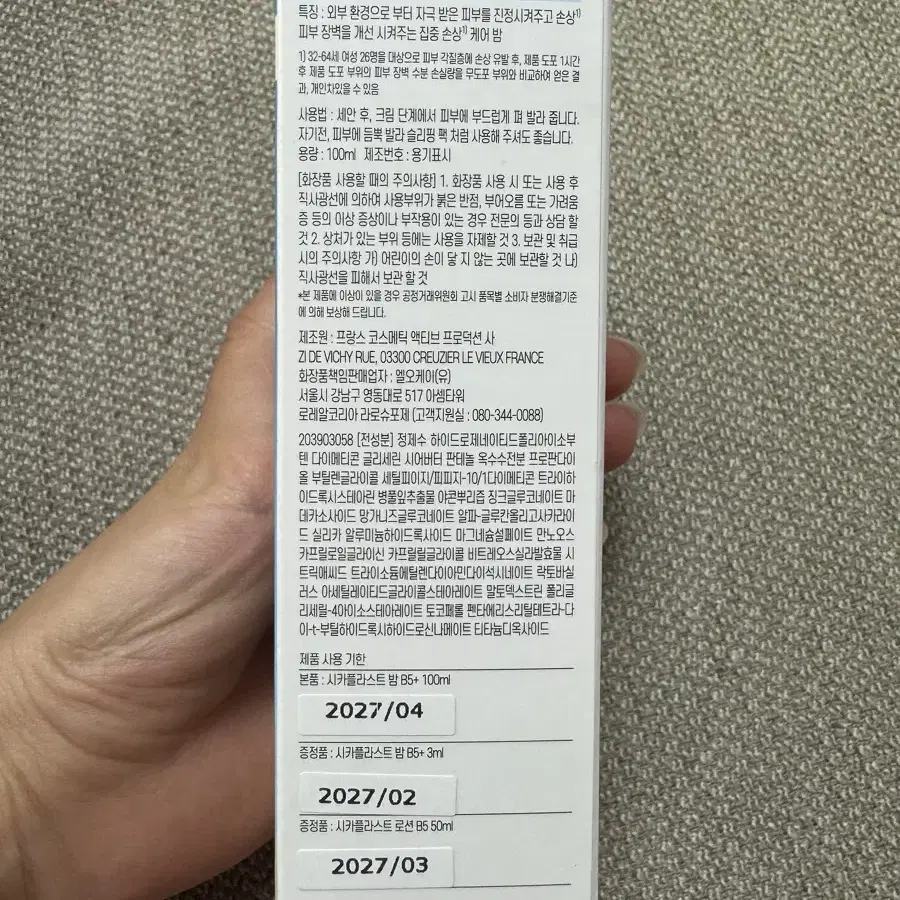 특징 : 외부 환경으로 부터 자극 받은 피부를 진정시켜주고 손상¹⁾
피부 장벽을 개선 시켜주는 집중 손상¹⁾ 케어 밤
1) 32-64세 여성 26명을 대상으로 피부 각질층에 손상 유발 후, 제품 도포 1시간
후 제품 도포 부위의 피부 장벽 수분 손실량을 무도포 부위와 비교하여 얻은 결
과, 개인차있을 수 있음
사용법 : 세안 후, 크림 단계에서 피부에 부드럽게 펴 발라 줍니다.
자기전, 피부에 듬뿍 발라 슬리핑 팩 처럼 사용해 주셔도 좋습니다.
용량 : 100ml 제조번호 : 용기표시
[화장품 사용할 때의 주의사항] 1. 화장품 사용 시 또는 사용 후
직사광선에 의하여 사용부위가 붉은 반점, 부어오름 또는 가려움
증 등의 이상 증상이나 부작용이 있는 경우 전문의 등과 상담 할
것 2. 상처가 있는 부위 등에는 사용을 자제할 것 3. 보관 및 취급
시의 주의사항 가) 어린이의 손이 닿 지 않는 곳에 보관할 것 나)
직사광선을 피해서 보관 할 것
*본 제품에 이상이 있을 경우 공정거래위원회 고시 품목별 소비자 분쟁해결기준
에 의해 보상해 드립니다.
제조원 : 프랑스 코스메틱 액티브 프로덕션 사
ZI DE VICHY RUE, 03300 CREUZIER LE VIEUX FRANCE
화장품책임판매업자 : 엘오케이(유)
서울시 강남구 영동대로 517 아셈타워
로레알코리아 라로슈포제 (고객지원실 : 080-344-0088)
203903058 [전성분] 정제수 하이드로제네이티드폴리아이소부
텐 다이메티콘 글리세린 시어버터 판테놀 옥수수전분 프로판다이
올 부틸렌글라이콜 세틸피이지/피피지-10/1다이메티콘 트라이하
이드록시스테아린 병풀잎추출물 야콘뿌리즙 징크글루코네이트 마
데카소사이드 망가니즈글루코네이트 알파-글루칸올리고사카라이
드 실리카 알루미늄하이드록사이드 마그네슘설페이트 만노오스
카프릴로일글라이신 카프릴릴글라이콜 비트레오스실라발효물 시
트릭애씨드 트라이소듐에틸렌다이아민다이석시네이트 락토바실
러스 아세틸레이티드글라이콜스테아레이트 말토덱스트린 폴리글
리세릴-4아이소스테아레이트 토코페롤 펜타에리스리틸테트라-다
이-t-부틸하이드록시하이드로신나메이트 티타늄디옥사이드
제품 사용 기한
본품 : 시카플라스트 밤 B5+ 100ml
2027/04
증정품 : 시카플라스트 밤 B5+ 3ml
2027/02
증정품 : 시카플라스트 로션 B5 50ml
2027/03